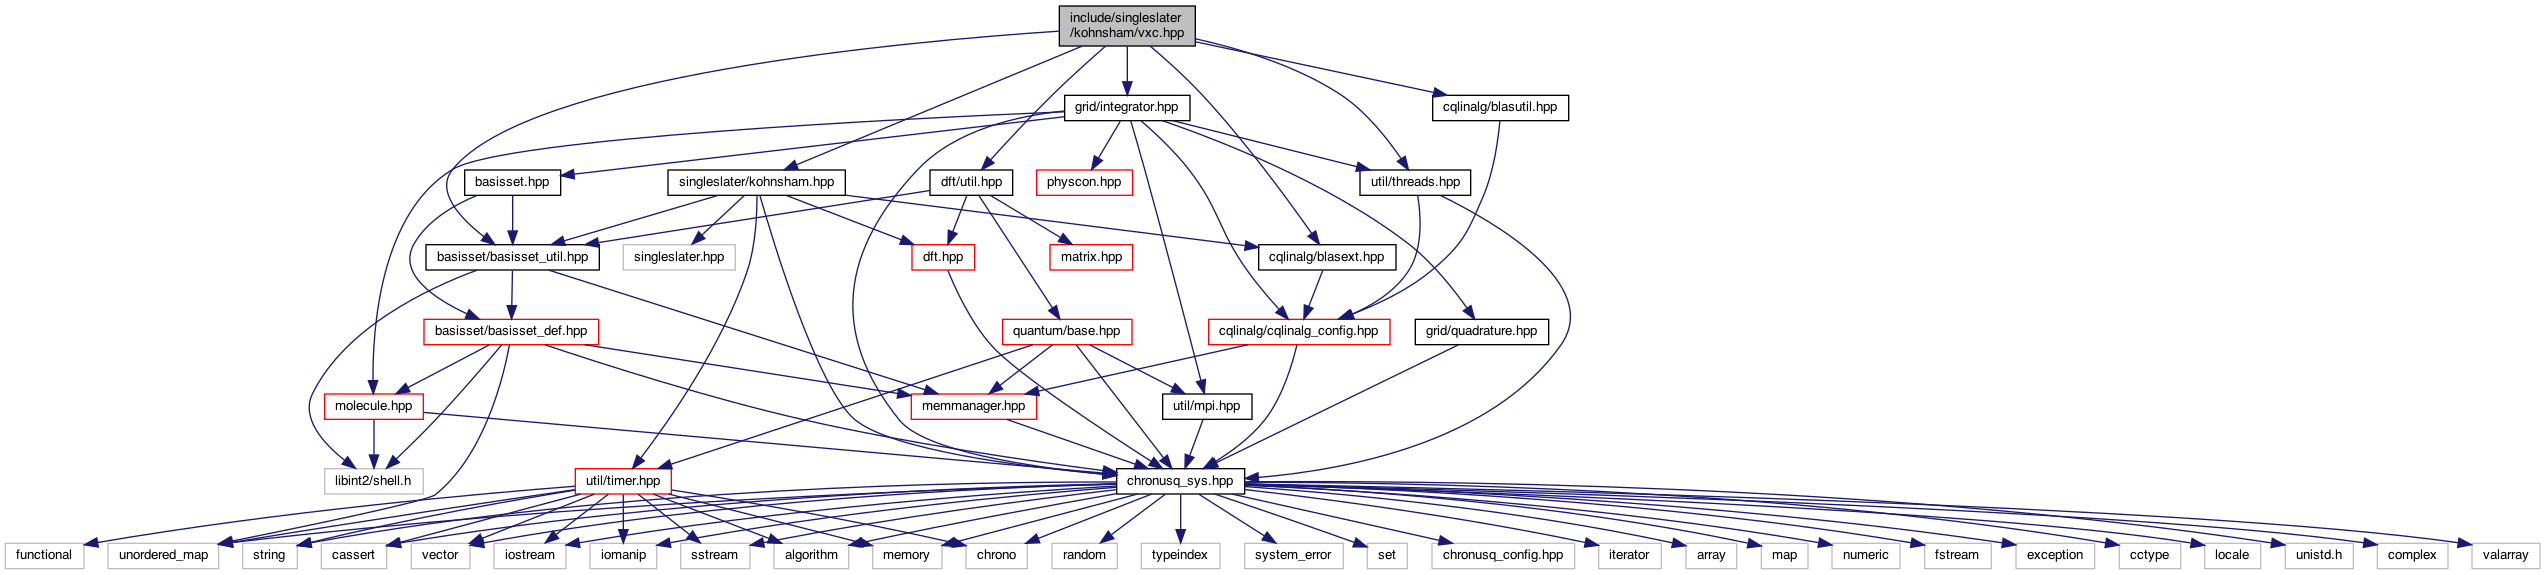 include/singleslater
/kohnsham/vxc.hpp
grid/integrator.hpp
cqlinalg/blasutil.hpp
basisset.hpp
singleslater/kohnsham.hpp
dft/util.hpp
physcon.hpp
util/threads.hpp
basisset/basisset_util.hpp
singleslater.hpp
dft.hpp
matrix.hpp
cqlinalg/blasext.hpp
basisset/basisset_def.hpp
quantum/base.hpp
cqlinalg/cqlinalg_config.hpp
grid/quadrature.hpp
molecule.hpp
memmanager.hpp
util/mpi.hpp
libint2/shell.h
util/timer.hpp
chronusq_sys.hpp
functional
unordered_map
string
cassert
vector
iostream
iomanip
sstream
algorithm
memory
chrono
random
typeindex
system_error
set
chronusq_config.hpp
iterator
array
map
numeric
fstream
exception
cctype
locale
unistd.h
complex
valarray